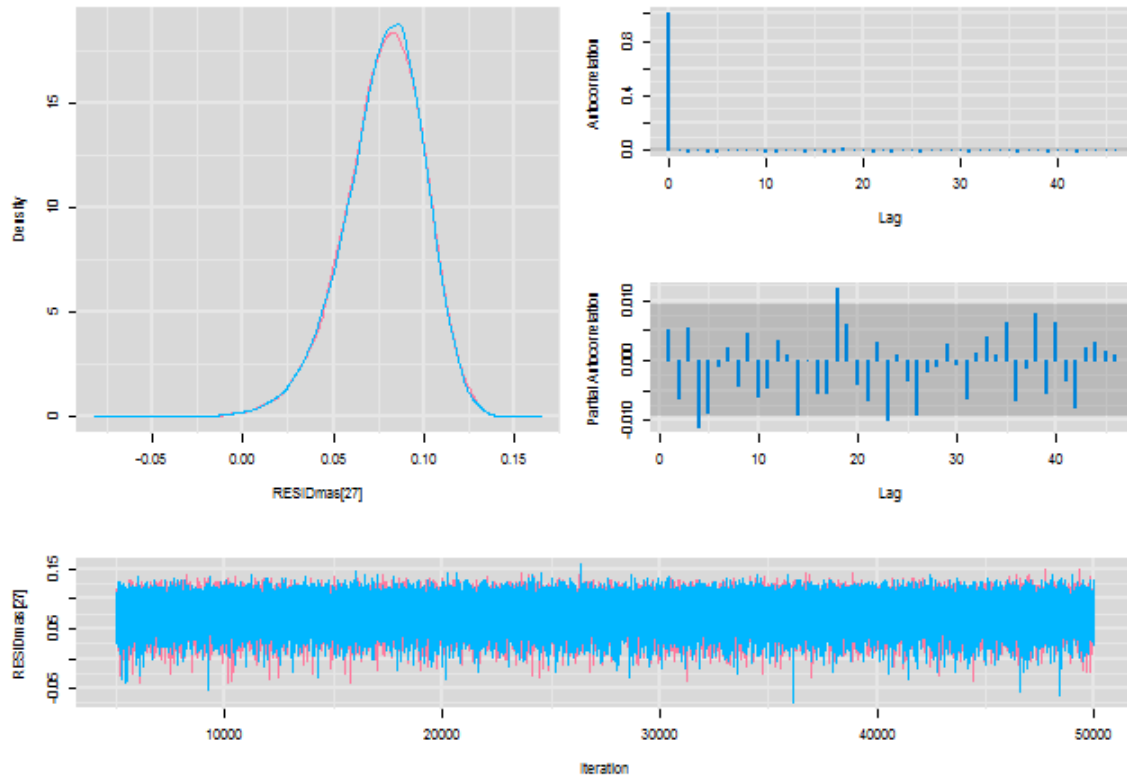 Density
15
10
5
0
-0.05 0.00 0.05 0.10 0.15
RESIDmas[27]
Autocorrelation
0.8
0.4
0.0
0 10 20 30 40
Lag
Partial Autocorrelation
0.010
0.000
-0.010
0 10 20 30 40
Lag
RESIDmas[27]
0.15
0.05
-0.05
10000 20000 30000 40000 50000
Iteration